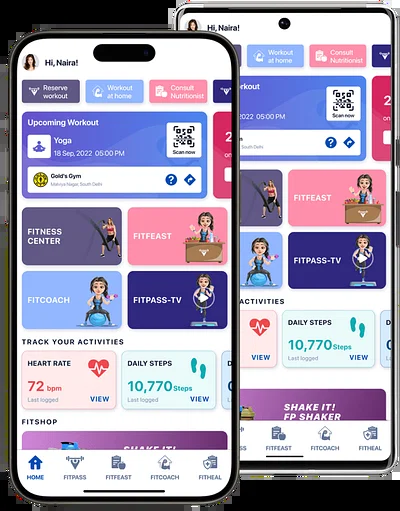 Hi, Naira!
Reserve
workout
Workout
at home
Consult
Nutritionist
Upcoming Workout
Yoga
18 Sep, 2022 05:00 PM
Scan now
Gold's Gym
Malviya Nagar, South Delhi
FITNESS
CENTER
FITFEAST
FITCOACH
FITPASS-TV
TRACK YOUR ACTIVITIES
HEART RATE
72 bpm
Last logged
VIEW
DAILY STEPS
10,770 Steps
Last logged
VIEW
FITSHOP
SHAKE IT!
HOME
FITPASS
FITFEAST
FITCOACH
FITHEAL
Hi, Naira!
Workout
at home
Consult
Nutritionist
rkout
Scan now
2
on
FITFEAST
FITPASS-TV
ACTIVITIES
DAILY STEPS
10,770 Steps
Last logged
VIEW
SHAKE IT!
FP SHAKER
FITFEAST
FITCOACH
FITHEAL